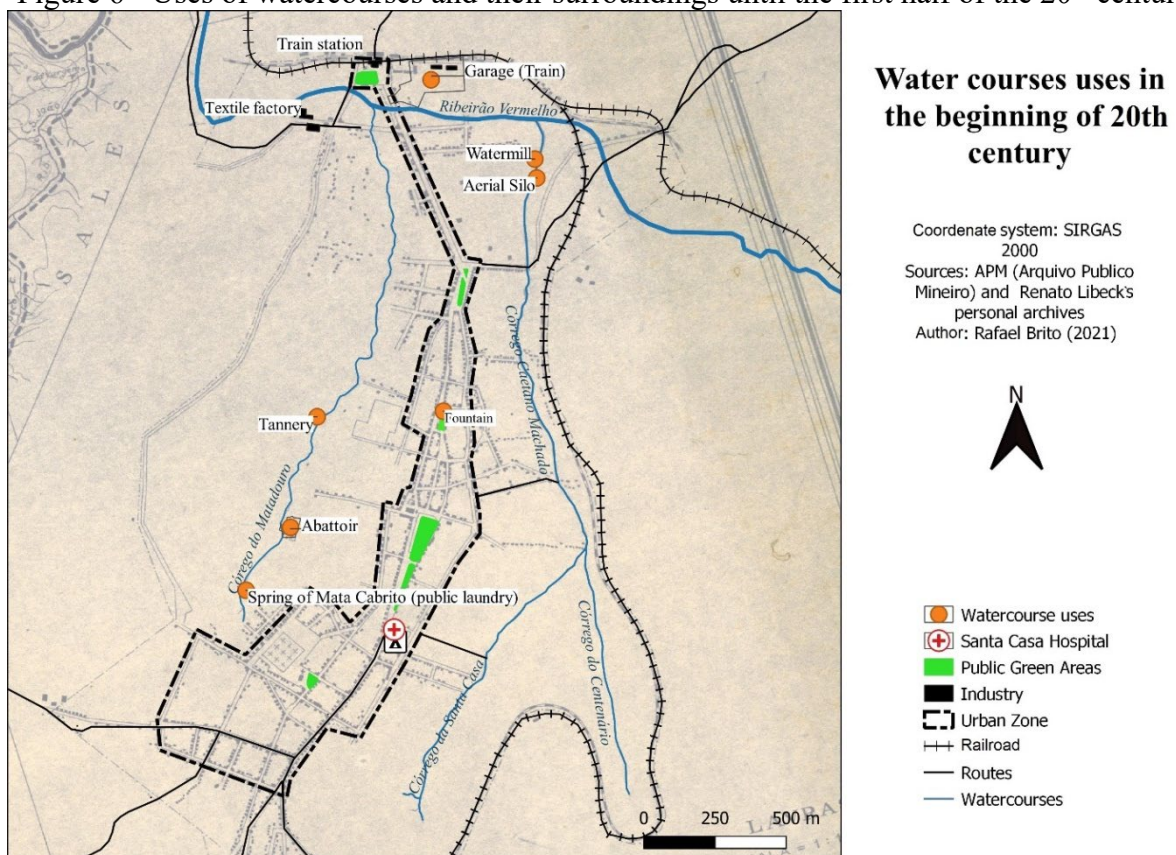 Figure 6 - Uses of watercourses and their surroundings until the first half of the 20
Train station
Garage (Train)
Textile factory
Ribeirão Vermelho
Watermill
Aerial Silo
SALES
Córrego Caetano Machado
Tannery
Fountain
Córego do Matadouro
Abattoir
Spring of Mata Cabrito (public laundry)
Córrego da Santa Casa
Córrego do Centenário
0 250 500 m
Water courses uses in
the beginning of 20th
century
Coordenate system: SIRGAS
2000
Sources: APM (Arquivo Publico
Mineiro) and Renato Libeck's
personal archives
Author: Rafael Brito (2021)
N
Watercourse uses
Santa Casa Hospital
Public Green Areas
Industry
Urban Zone
Railroad
Routes
Watercourses